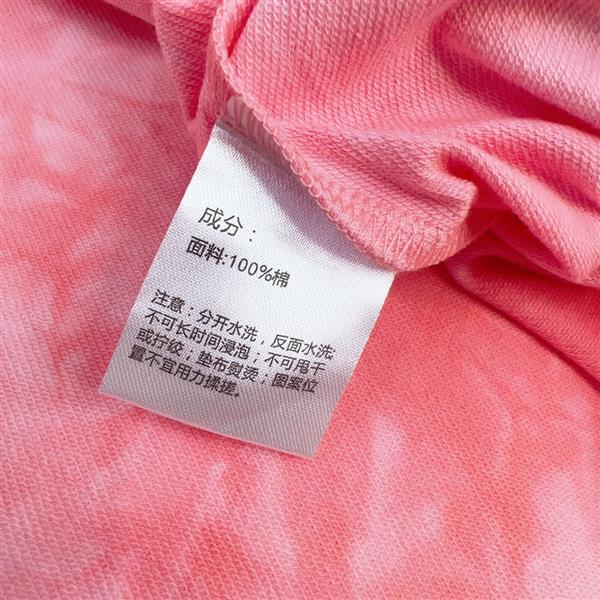 成分：
面料:100%棉
注意：分开水洗，反面水洗;
不可长时间浸泡；不可甩干
或拧绞；垫布熨烫；图案位
置不宜用力揉搓。